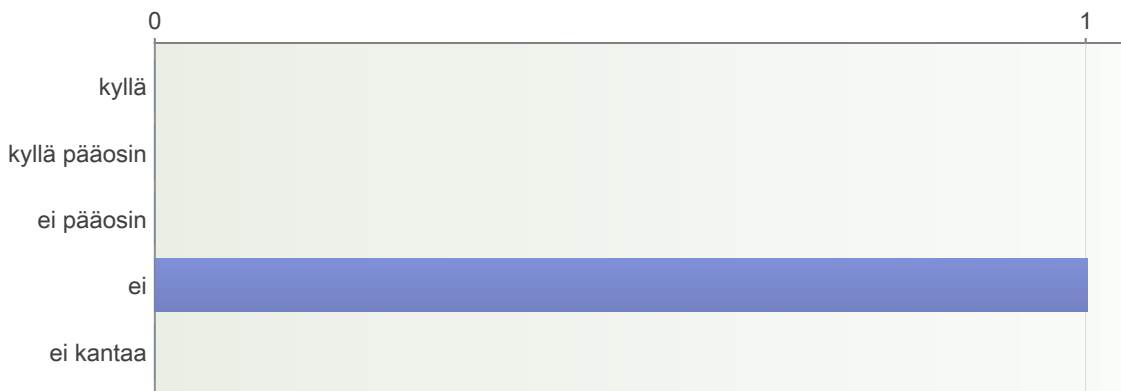 0 1
kyllä
kyllä pääosin
ei pääosin
ei
ei kantaa